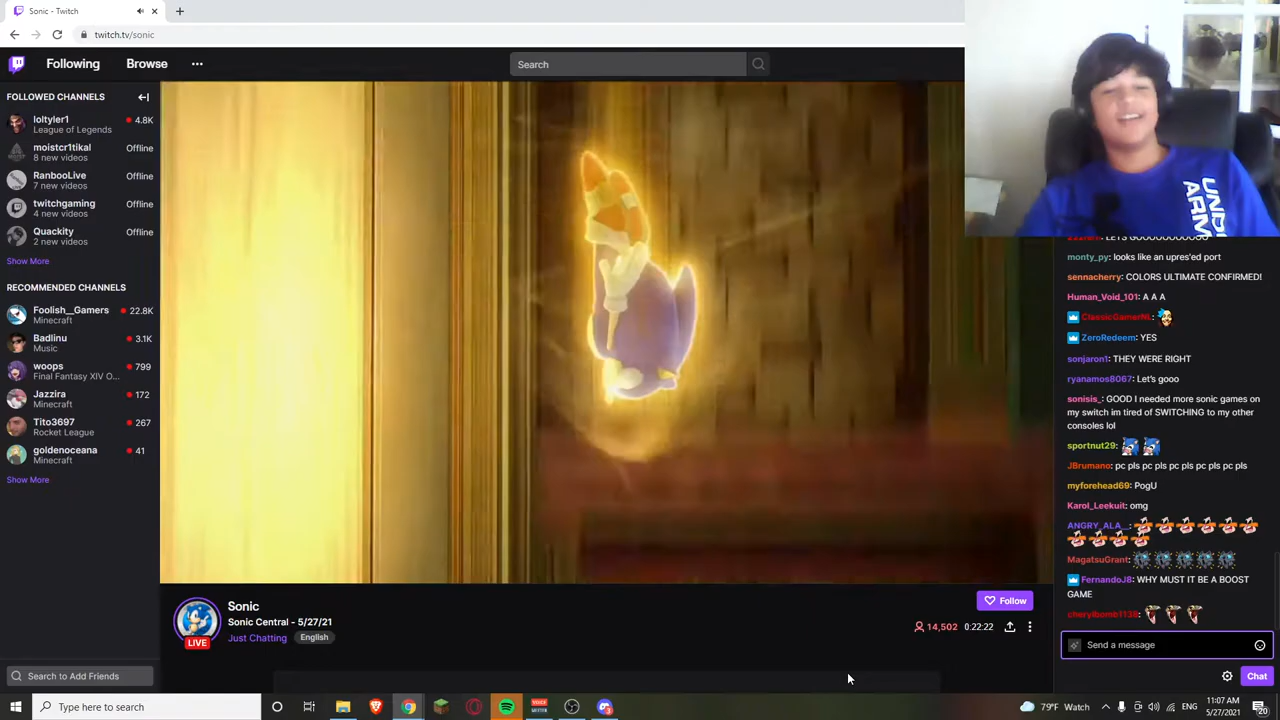 Sonic - Twitch
twitch.tv/sonic
Following
Browse
Search
FOLLOWED CHANNELS
loltyler1
4.8K
League of Legends
moistcr1tikal
Offline
8 new videos
RanbooLive
Offline
7 new videos
twitchgaming
Offline
4 new videos
Quackity
Offline
2 new videos
Show More
RECOMMENDED CHANNELS
Foolish__Gamers
22.8K
Minecraft
Badlinu
3.1K
Music
woops
799
Final Fantasy XIV O...
Jazzira
172
Minecraft
Tito3697
267
Rocket League
goldenoceana
41
Minecraft
Show More
Search to Add Friends
UND
ARM
monty_py: looks like an upres'ed port
sennacherry: COLORS ULTIMATE CONFIRMED!
Human_Void_101: A A A
ClassicGamerNL:
ZeroRedeem: YES
sonjaron1: THEY WERE RIGHT
ryanamos8067: Let's gooo
sonisis_: GOOD I needed more sonic games on
my switch im tired of SWITCHING to my other
consoles lol
sportnut29:
JBrumano: pc pls pc pls pc pls pc pls pc pls
myforehead69: PogU
Karol_Leekuit: omg
ANGRY_ALA__:
MagatsuGrant:
FernandoJ8: WHY MUST IT BE A BOOST
GAME
cherylbomb1138:
Send a message
Chat
Sonic
Sonic Central - 5/27/21
Just Chatting
English
LIVE
Follow
14,502
0:22:22
Type here to search
79°F Watch
ENG
11:07 AM
5/27/2021
20